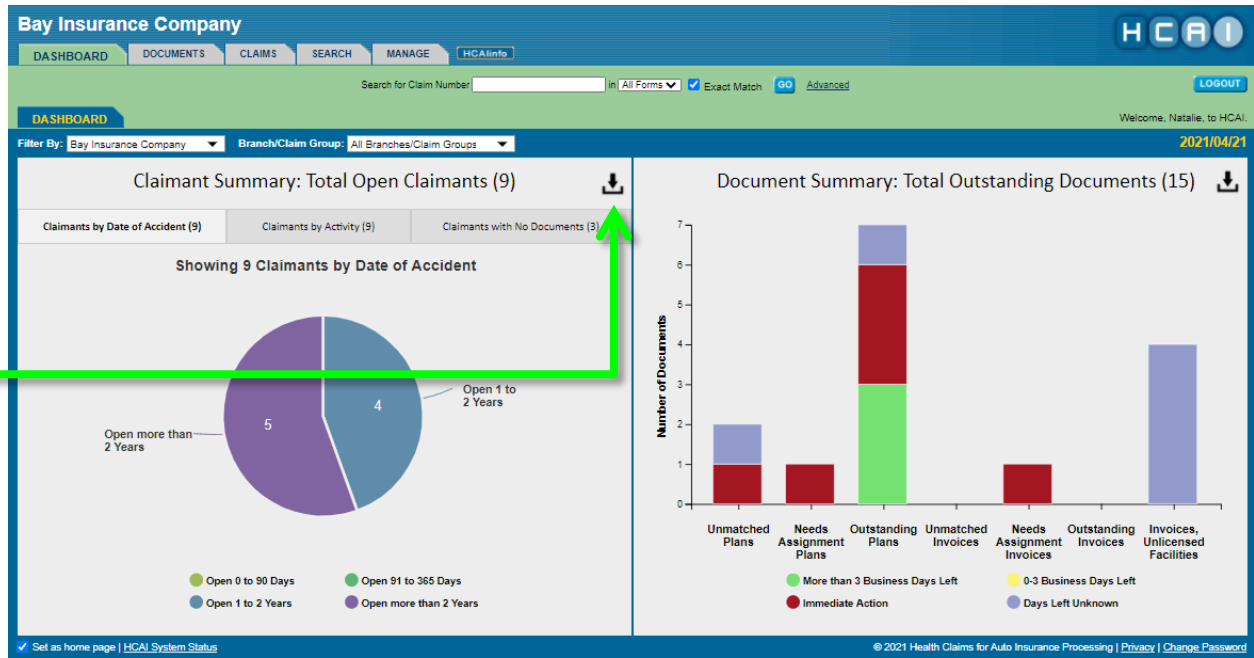 Bay Insurance Company
HCAI
DASHBOARD DOCUMENTS CLAIMS SEARCH MANAGE HCAIinfo
Search for Claim Number in All Forms Exact Match GO Advanced LOGOUT
DASHBOARD Welcome, Natalie, to HCAI.
Filter By: Bay Insurance Company Branch/Claim Group: All Branches/Claim Groups 2021/04/21
Claimant Summary: Total Open Claimants (9)
Claimants by Date of Accident (9) Claimants by Activity (9) Claimants with No Documents (3)
Showing 9 Claimants by Date of Accident
5
4
Open 1 to
2 Years
Open more than
2 Years
Open 0 to 90 Days Open 91 to 365 Days
Open 1 to 2 Years Open more than 2 Years
Document Summary: Total Outstanding Documents (15)
Number of Documents
7
6
5
4
3
2
1
0
Unmatched Plans
Needs Assignment Plans
Outstanding Plans
Unmatched Invoices
Needs Assignment Invoices
Outstanding Invoices
Invoices, Unlicensed Facilities
More than 3 Business Days Left 0-3 Business Days Left
Immediate Action Days Left Unknown
Set as home page | HCAI System Status © 2021 Health Claims for Auto Insurance Processing | Privacy | Change Password